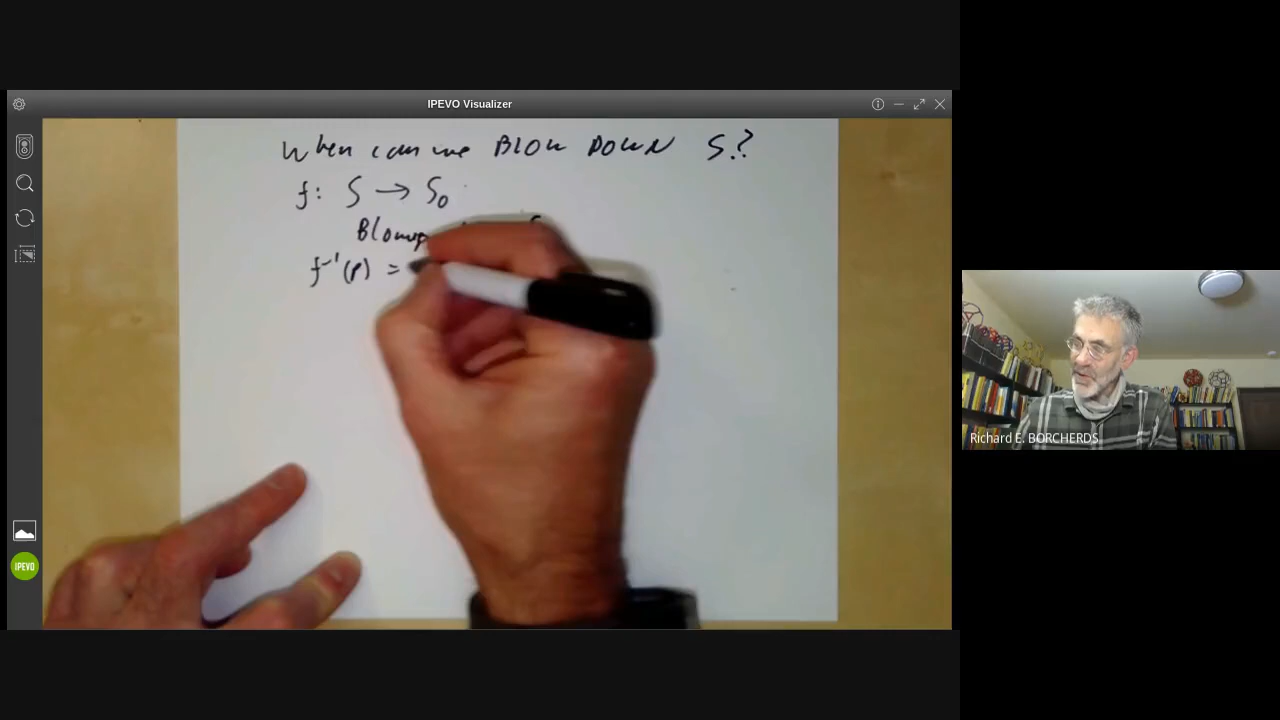 IPEVO Visualizer
When can we BLOW DOWN S.?
f: S → S₀
Blowup
f⁻¹(p) =
IPEVO
Richard E. BORCHERDS